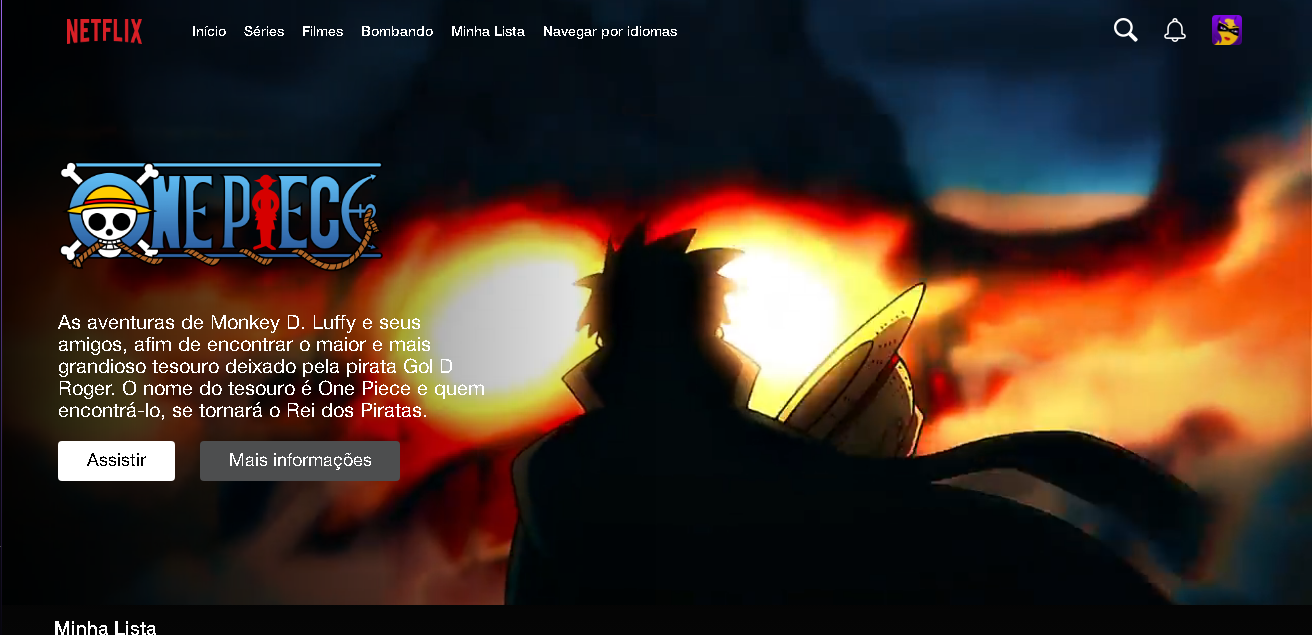 NETFLIX
Início Séries Filmes Bombando Minha Lista Navegar por idiomas
ONE PIECE
As aventuras de Monkey D. Luffy e seus
amigos, afim de encontrar o maior e mais
grandioso tesouro deixado pela pirata Gol D
Roger. O nome do tesouro é One Piece e quem
encontrá-lo, se tornará o Rei dos Piratas.
Assistir Mais informações
Minha Lista